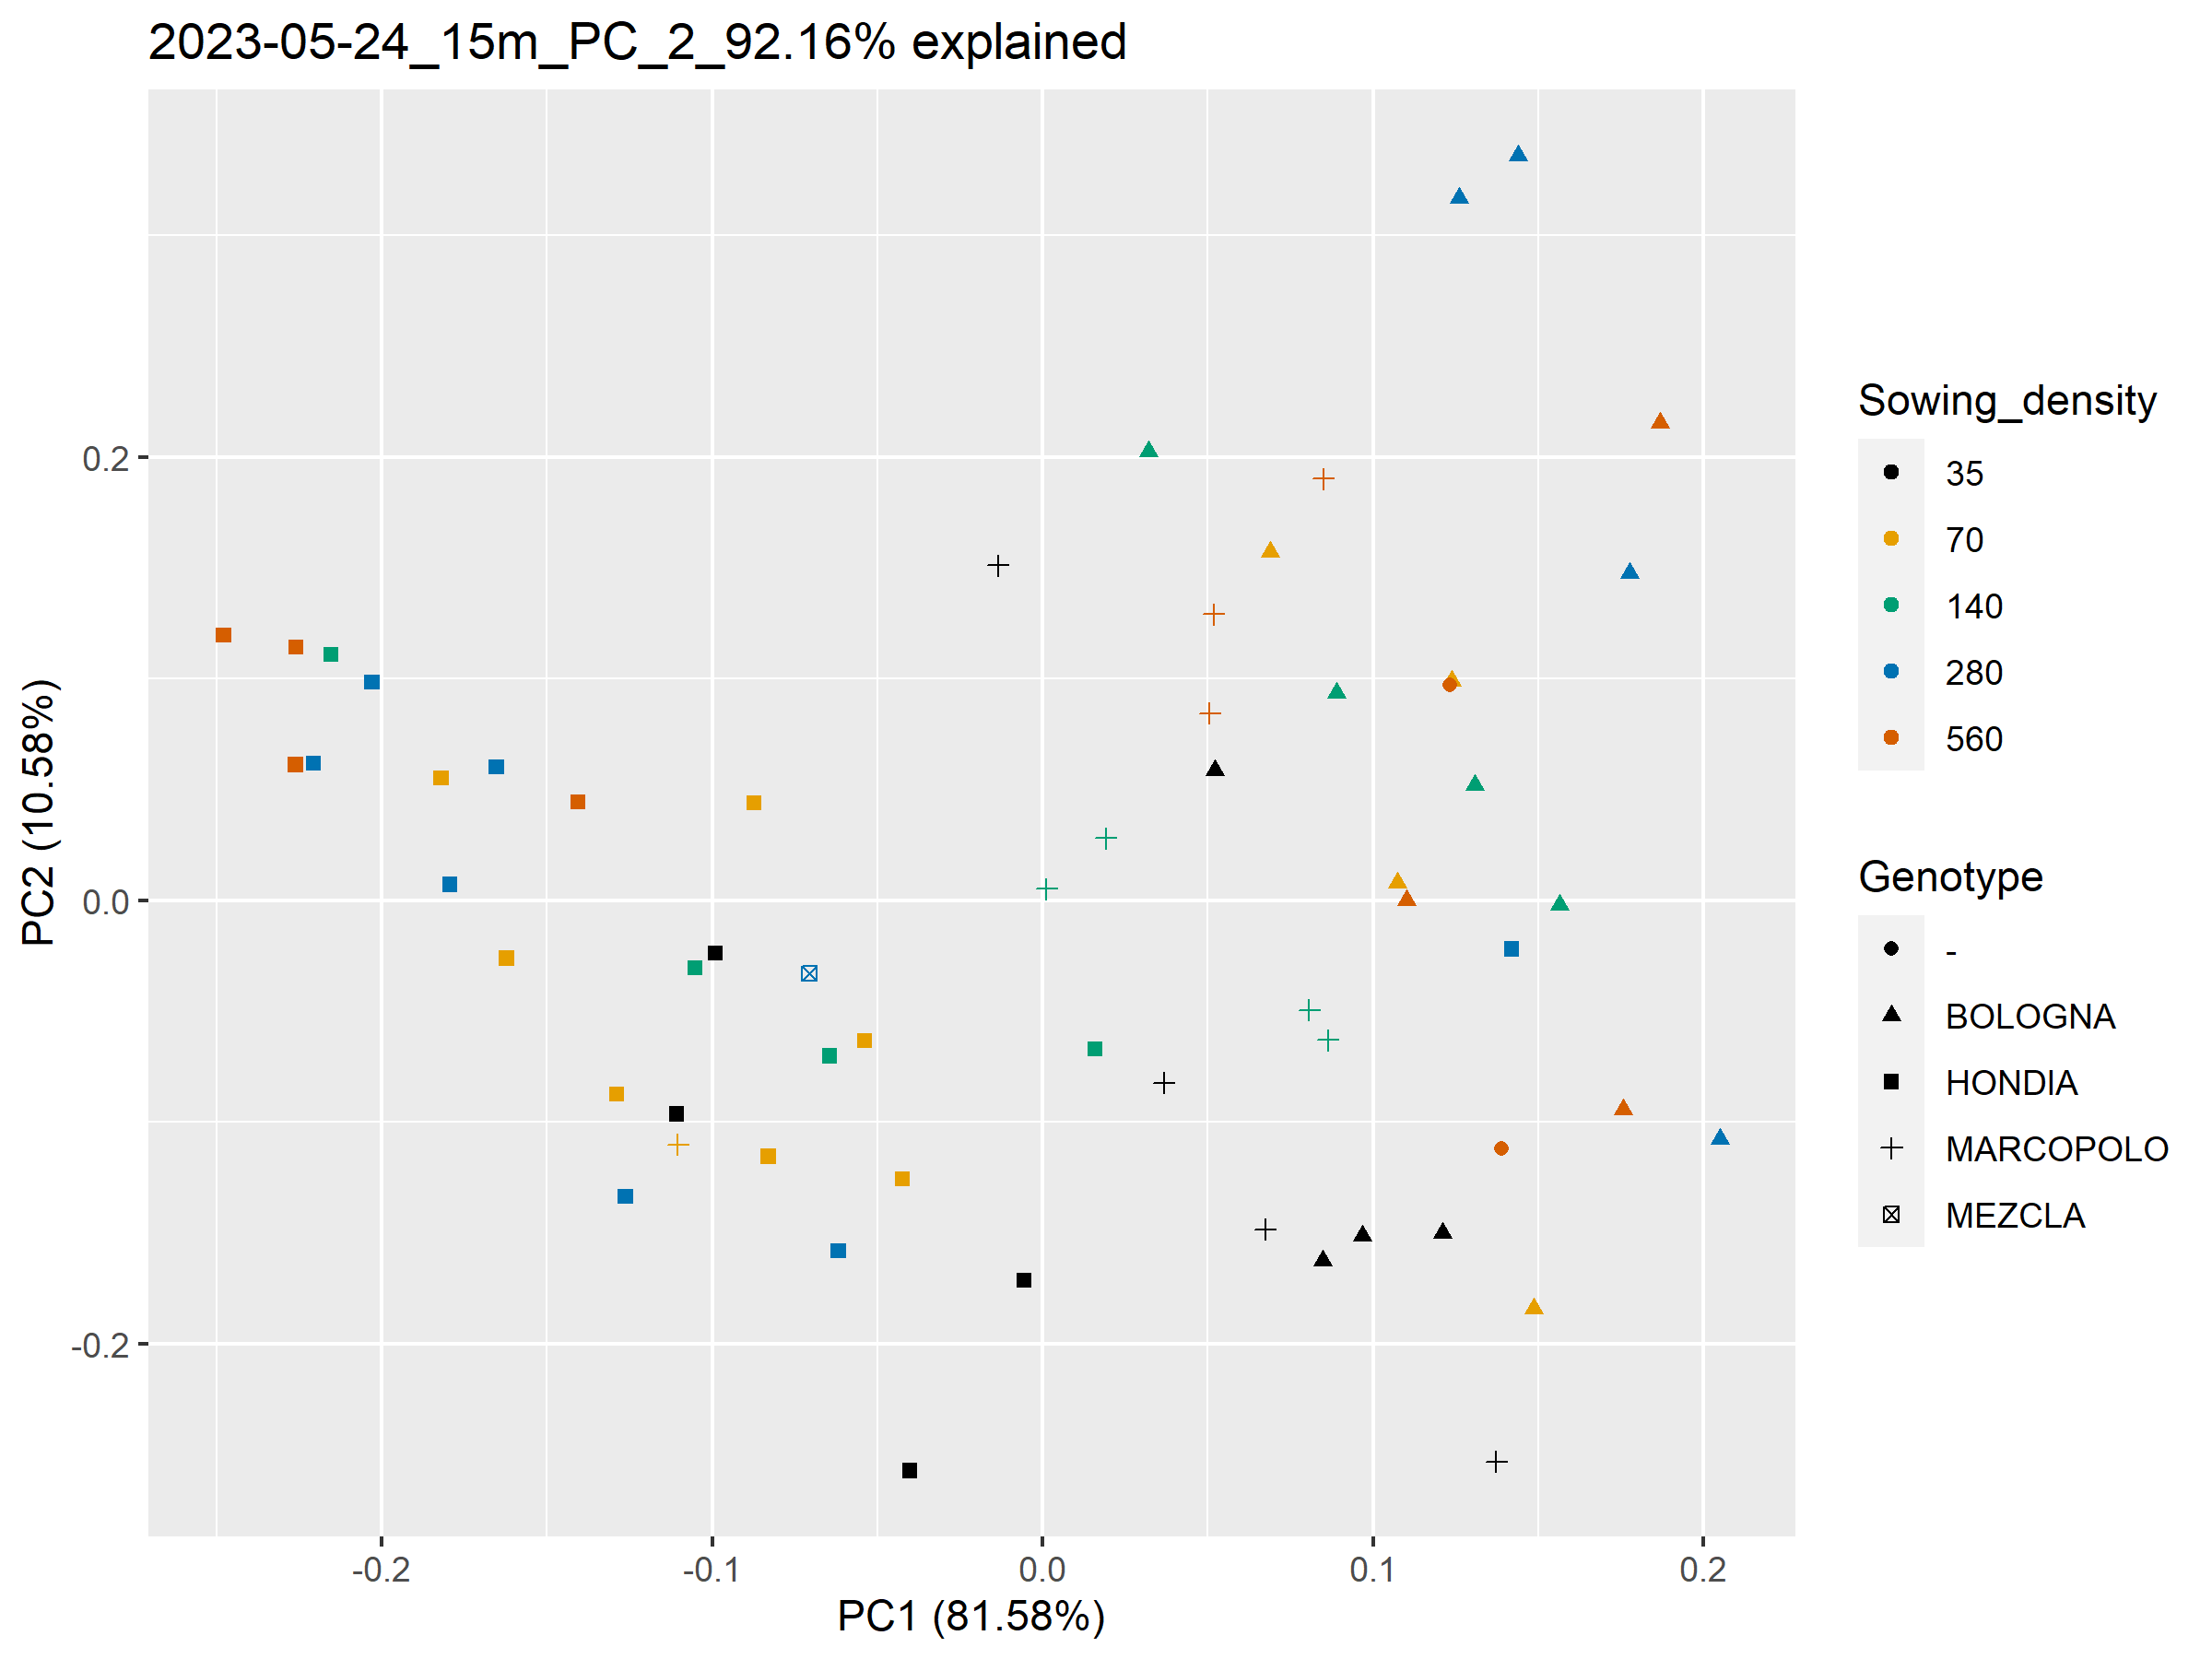 2023-05-24_15m_PC_2_92.16% explained
PC2 (10.58%)
0.2
0.0
-0.2
-0.2
-0.1
0.0
0.1
0.2
PC1 (81.58%)
Sowing_density
35
70
140
280
560
Genotype
-
BOLOGNA
HONDIA
MARCOPOLO
MEZCLA